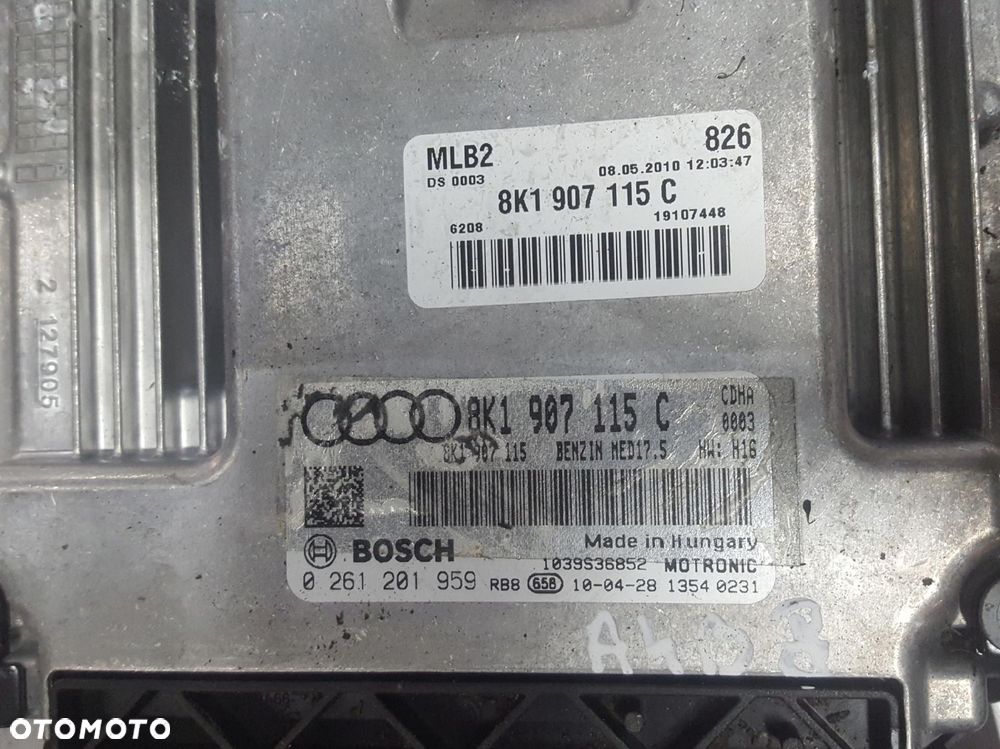 MLB2 826
DS 0003 08.05.2010 12:03:47
8K1 907 115 C
6208 19107448
2 127905
8K1 907 115 C CDHA
0003
8K1 907 115 BENZIN MED17.5 HW: H16
BOSCH Made in Hungary
1039S36852 MOTRONIC
0 261 201 959 RB8 658 10-04-28 1354 0231
A4 B8
OTOMOTO